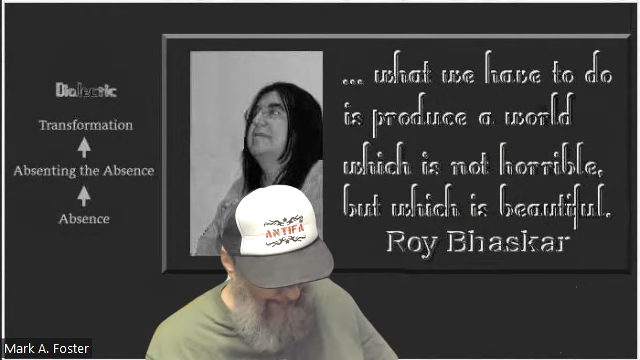 Dialectic
Transformation
Absenting the Absence
Absence
... what we have to do
is produce a world
which is not horrible,
but which is beautiful.
Roy Bhaskar
ANTIFA
Mark A. Foster